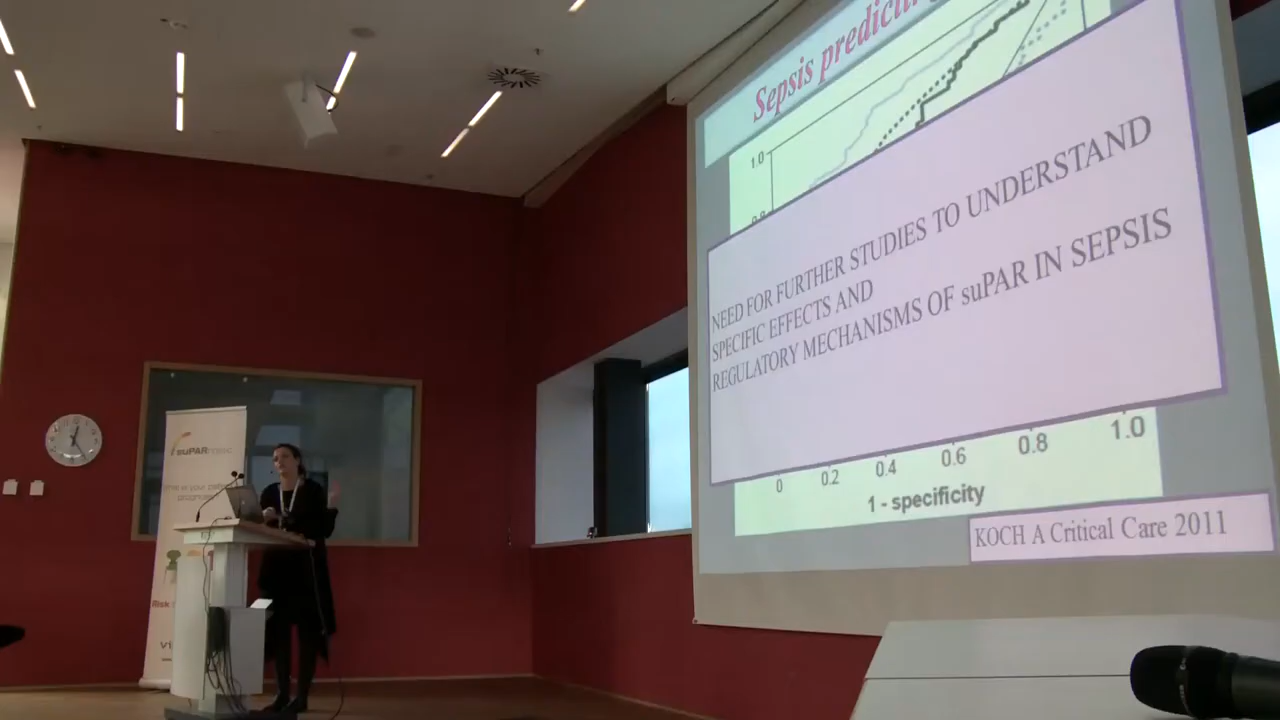 Sepsis
1.0
NEED FOR FURTHER STUDIES TO UNDERSTAND
SPECIFIC EFFECTS AND
REGULATORY MECHANISMS OF suPAR IN SEPSIS
0 0.2 0.4 0.6 0.8 1.0
1 - specificity
KOCH A Critical Care 2011
suPARnostic
Risk